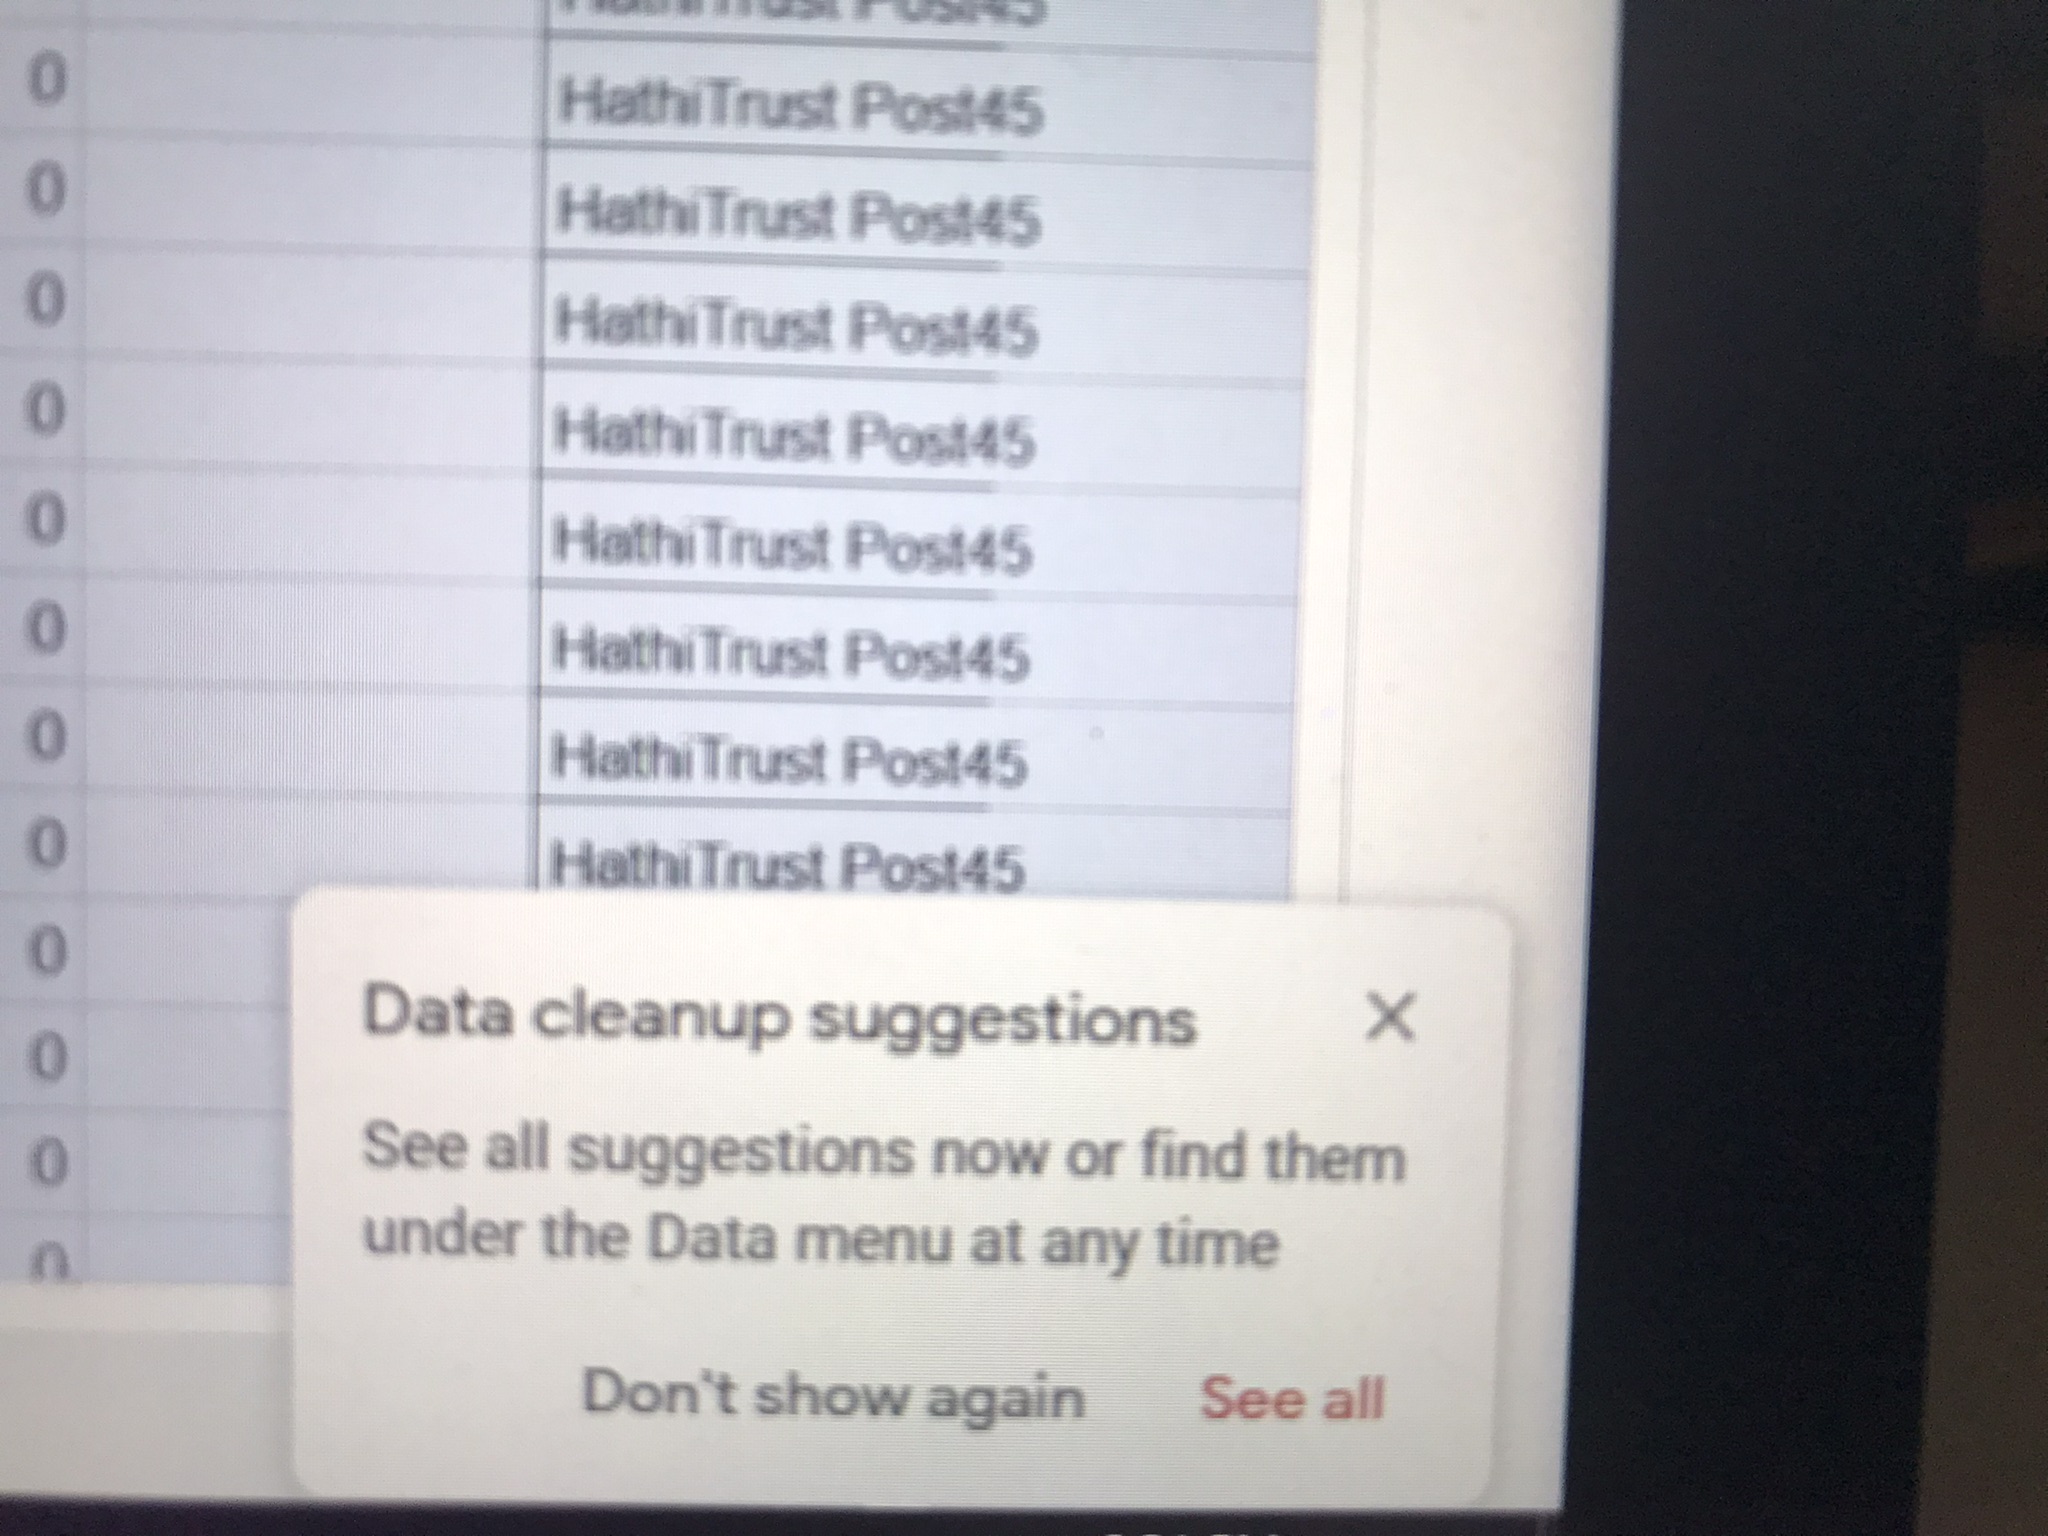 HathiTrust Post45
0 HathiTrust Post45
0 HathiTrust Post45
0 HathiTrust Post45
0 HathiTrust Post45
0 HathiTrust Post45
0 HathiTrust Post45
0 HathiTrust Post45
0 HathiTrust Post45
0
0
0
0
Data cleanup suggestions X
See all suggestions now or find them
under the Data menu at any time
Don't show again See all